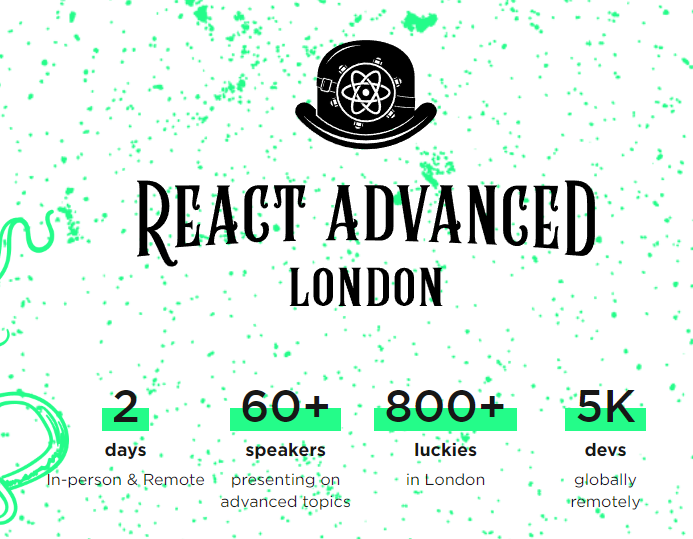 REACT ADVANCED
LONDON
2
days
In-person & Remote
60+
speakers
presenting on
advanced topics
800+
luckies
in London
5K
devs
globally
remotely